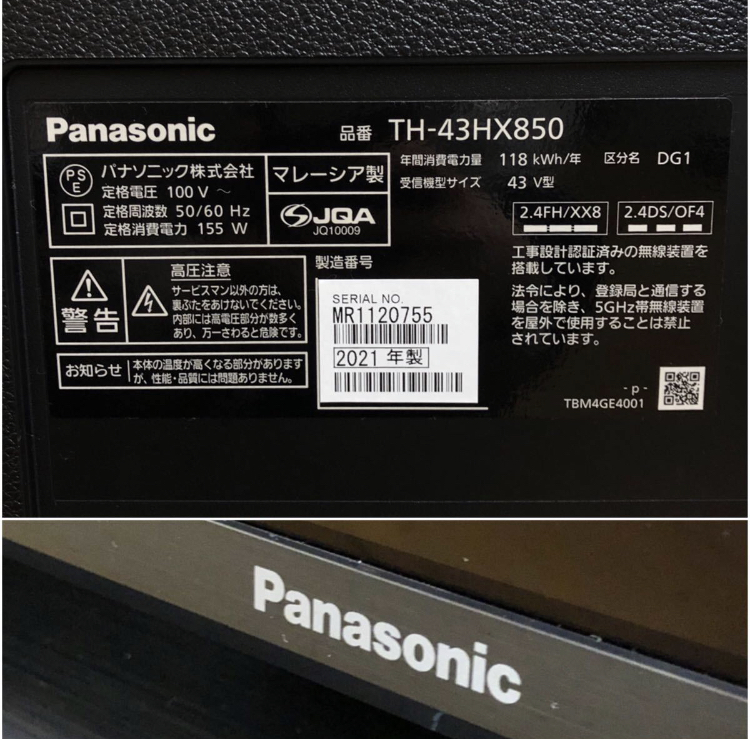 Panasonic
品番 TH-43HX850
PS
E
パナソニック株式会社
定格電圧 100 V ～
定格周波数 50/60 Hz
定格消費電力 155 W
マレーシア製
JQA
JQ10009
年間消費電力量 118 kWh/年 区分名 DG1
受信機型サイズ 43 V型
2.4FH/XX8
2.4DS/OF4
工事設計認証済みの無線装置を
搭載しています。
法令により、登録局と通信する
場合を除き、5GHz帯無線装置
を屋外で使用することは禁止
されています。
警告
高圧注意
サービスマン以外の方は、
裏ぶたをあけないでください。
内部には高電圧部分が数多く
あり、万一さわると危険です。
お知らせ
本体の温度が高くなる部分があります
が、性能・品質には問題ありません。
製造番号
SERIAL NO.
MR1120755
2021 年製
- p -
TBM4GE4001
Panasonic